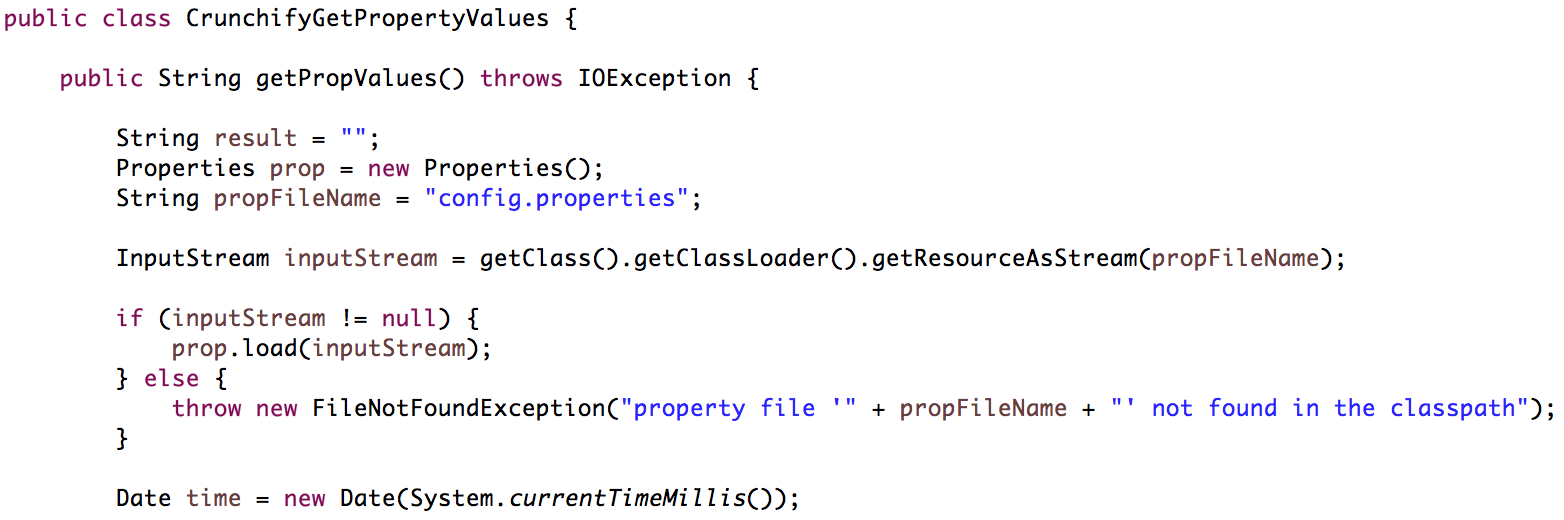 public class CrunchifyGetPropertyValues {
public String getPropValues() throws IOException {
String result = "";
Properties prop = new Properties();
String propFileName = "config.properties";
InputStream inputStream = getClass().getClassLoader().getResourceAsStream(propFileName);
if (inputStream != null) {
prop.load(inputStream);
} else {
throw new FileNotFoundException("property file '" + propFileName + "' not found in the classpath");
}
Date time = new Date(System.currentTimeMillis());